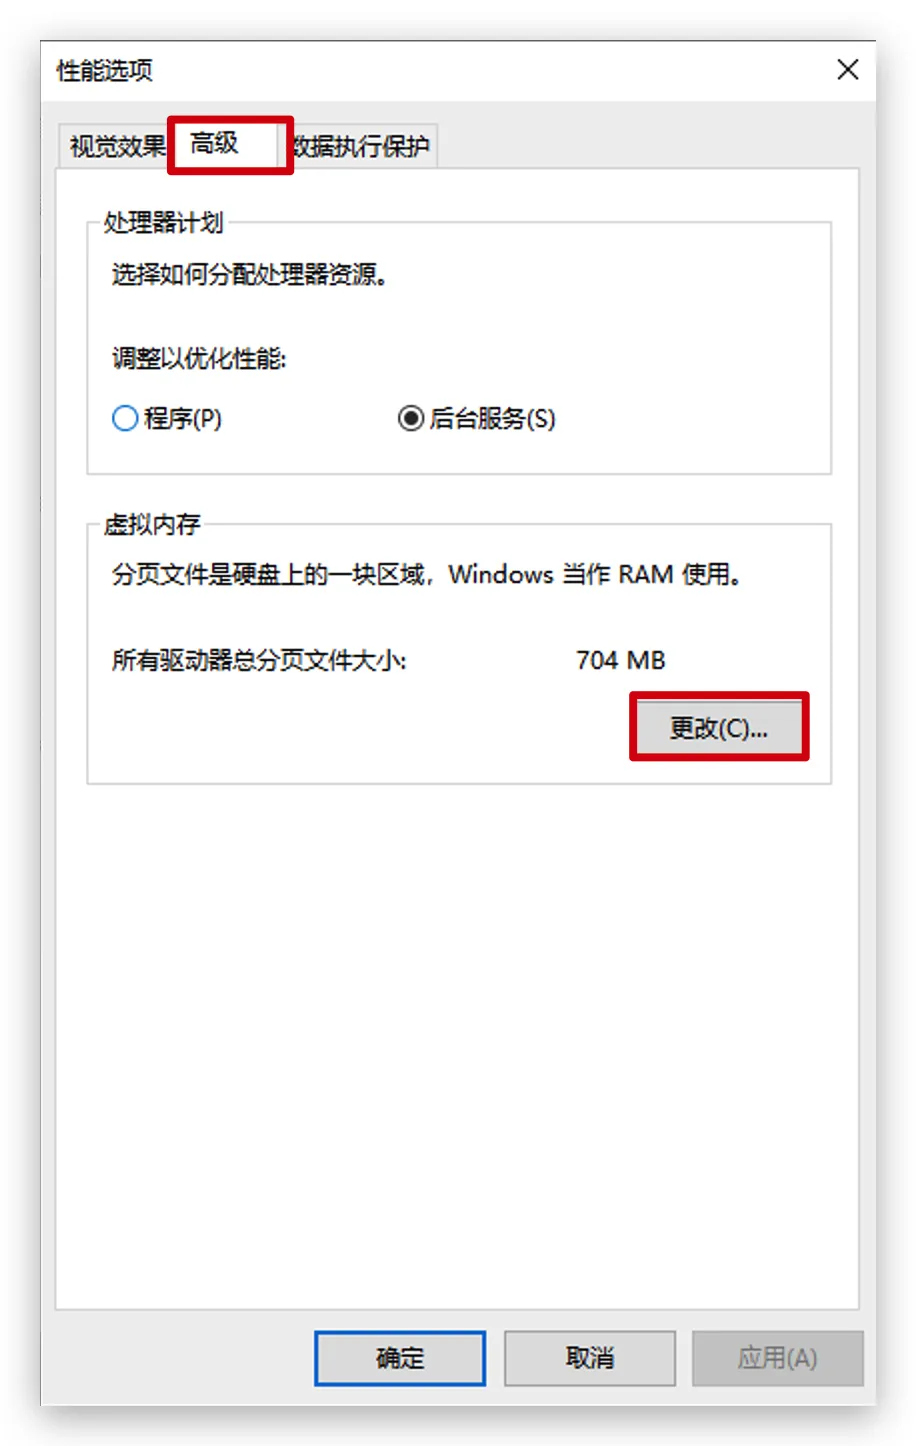 性能选项
视觉效果 高级 数据执行保护
处理器计划
选择如何分配处理器资源。
调整以优化性能:
程序(P) 后台服务(S)
虚拟内存
分页文件是硬盘上的一块区域，Windows 当作 RAM 使用。
所有驱动器总分页文件大小: 704 MB
更改(C)...
确定 取消 应用(A)